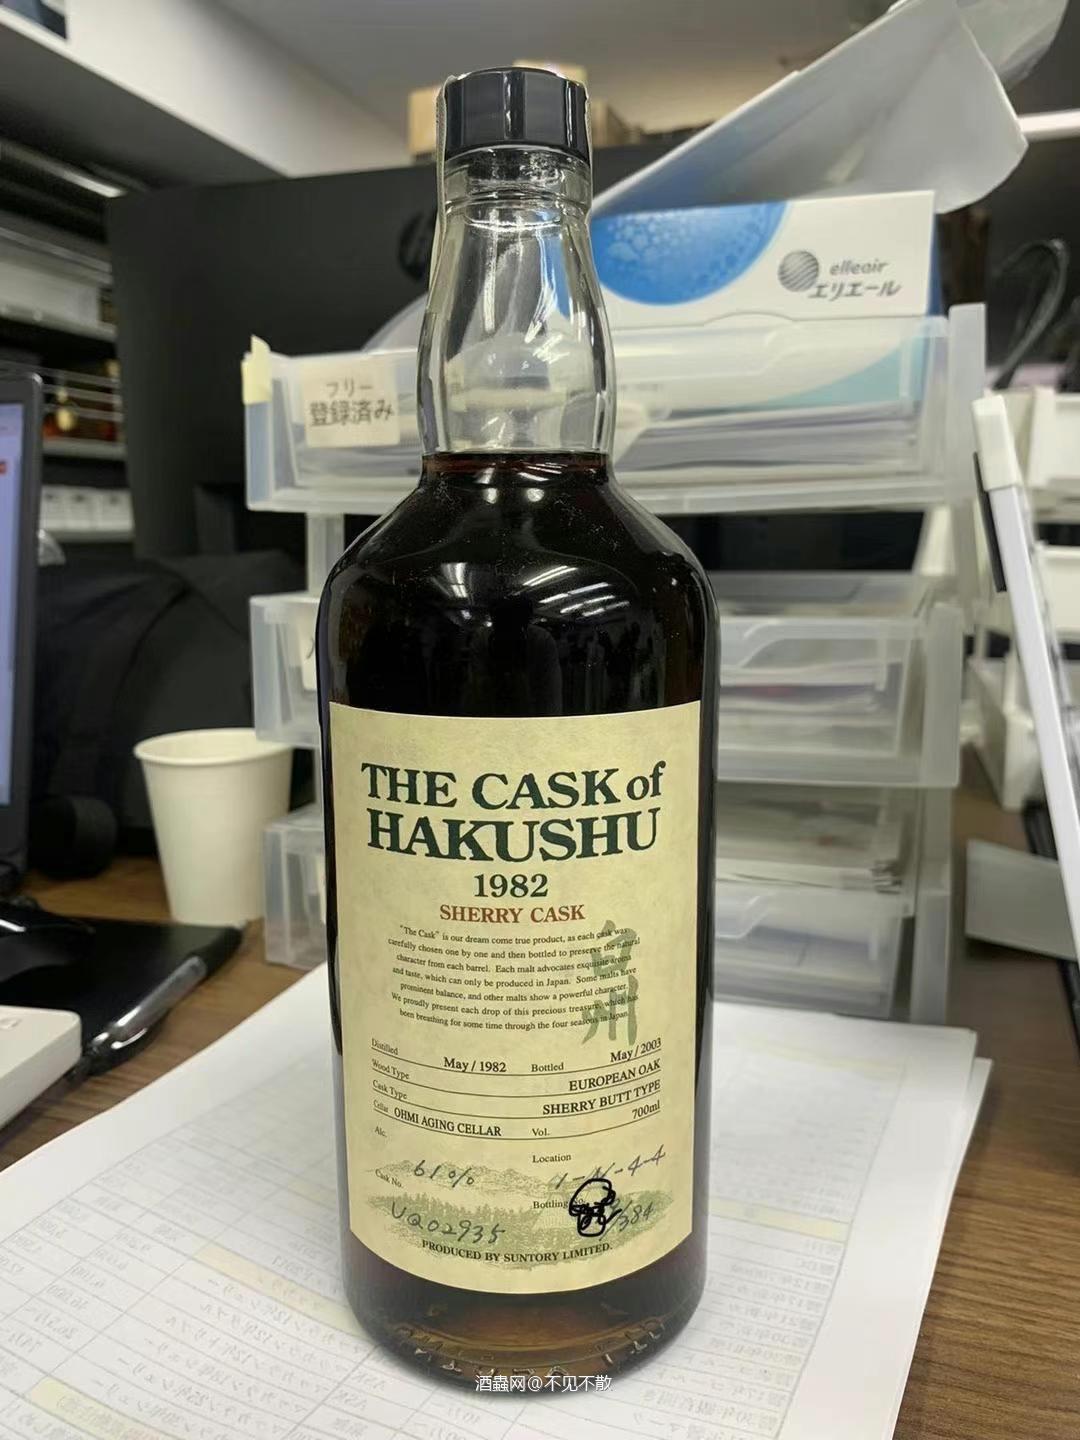 elleair
エリエール
フリー
登録済み
THE CASK of
HAKUSHU
1982
SHERRY CASK
白州
"The Cask" is our dream come true product, as each cask was
carefully chosen one by one and then bottled to preserve the natural
character from each barrel. Each malt advocates exquisite aroma
and taste, which can only be produced in Japan. Some malts have
prominent balance, and other malts show a powerful character.
We proudly present each drop of this precious treasure, which has
been breathing for some time through the four seasons in Japan.
Distilled May / 1982 Bottled May / 2003
Wood Type EUROPEAN OAK
Cask Type SHERRY BUTT TYPE
Cellar OHMI AGING CELLAR Vol. 700ml
Alc. 61% Location 1-N-4-4
Cask No. UQ02935 Bottling No. /384
PRODUCED BY SUNTORY LIMITED.
酒蟲网@不见不散